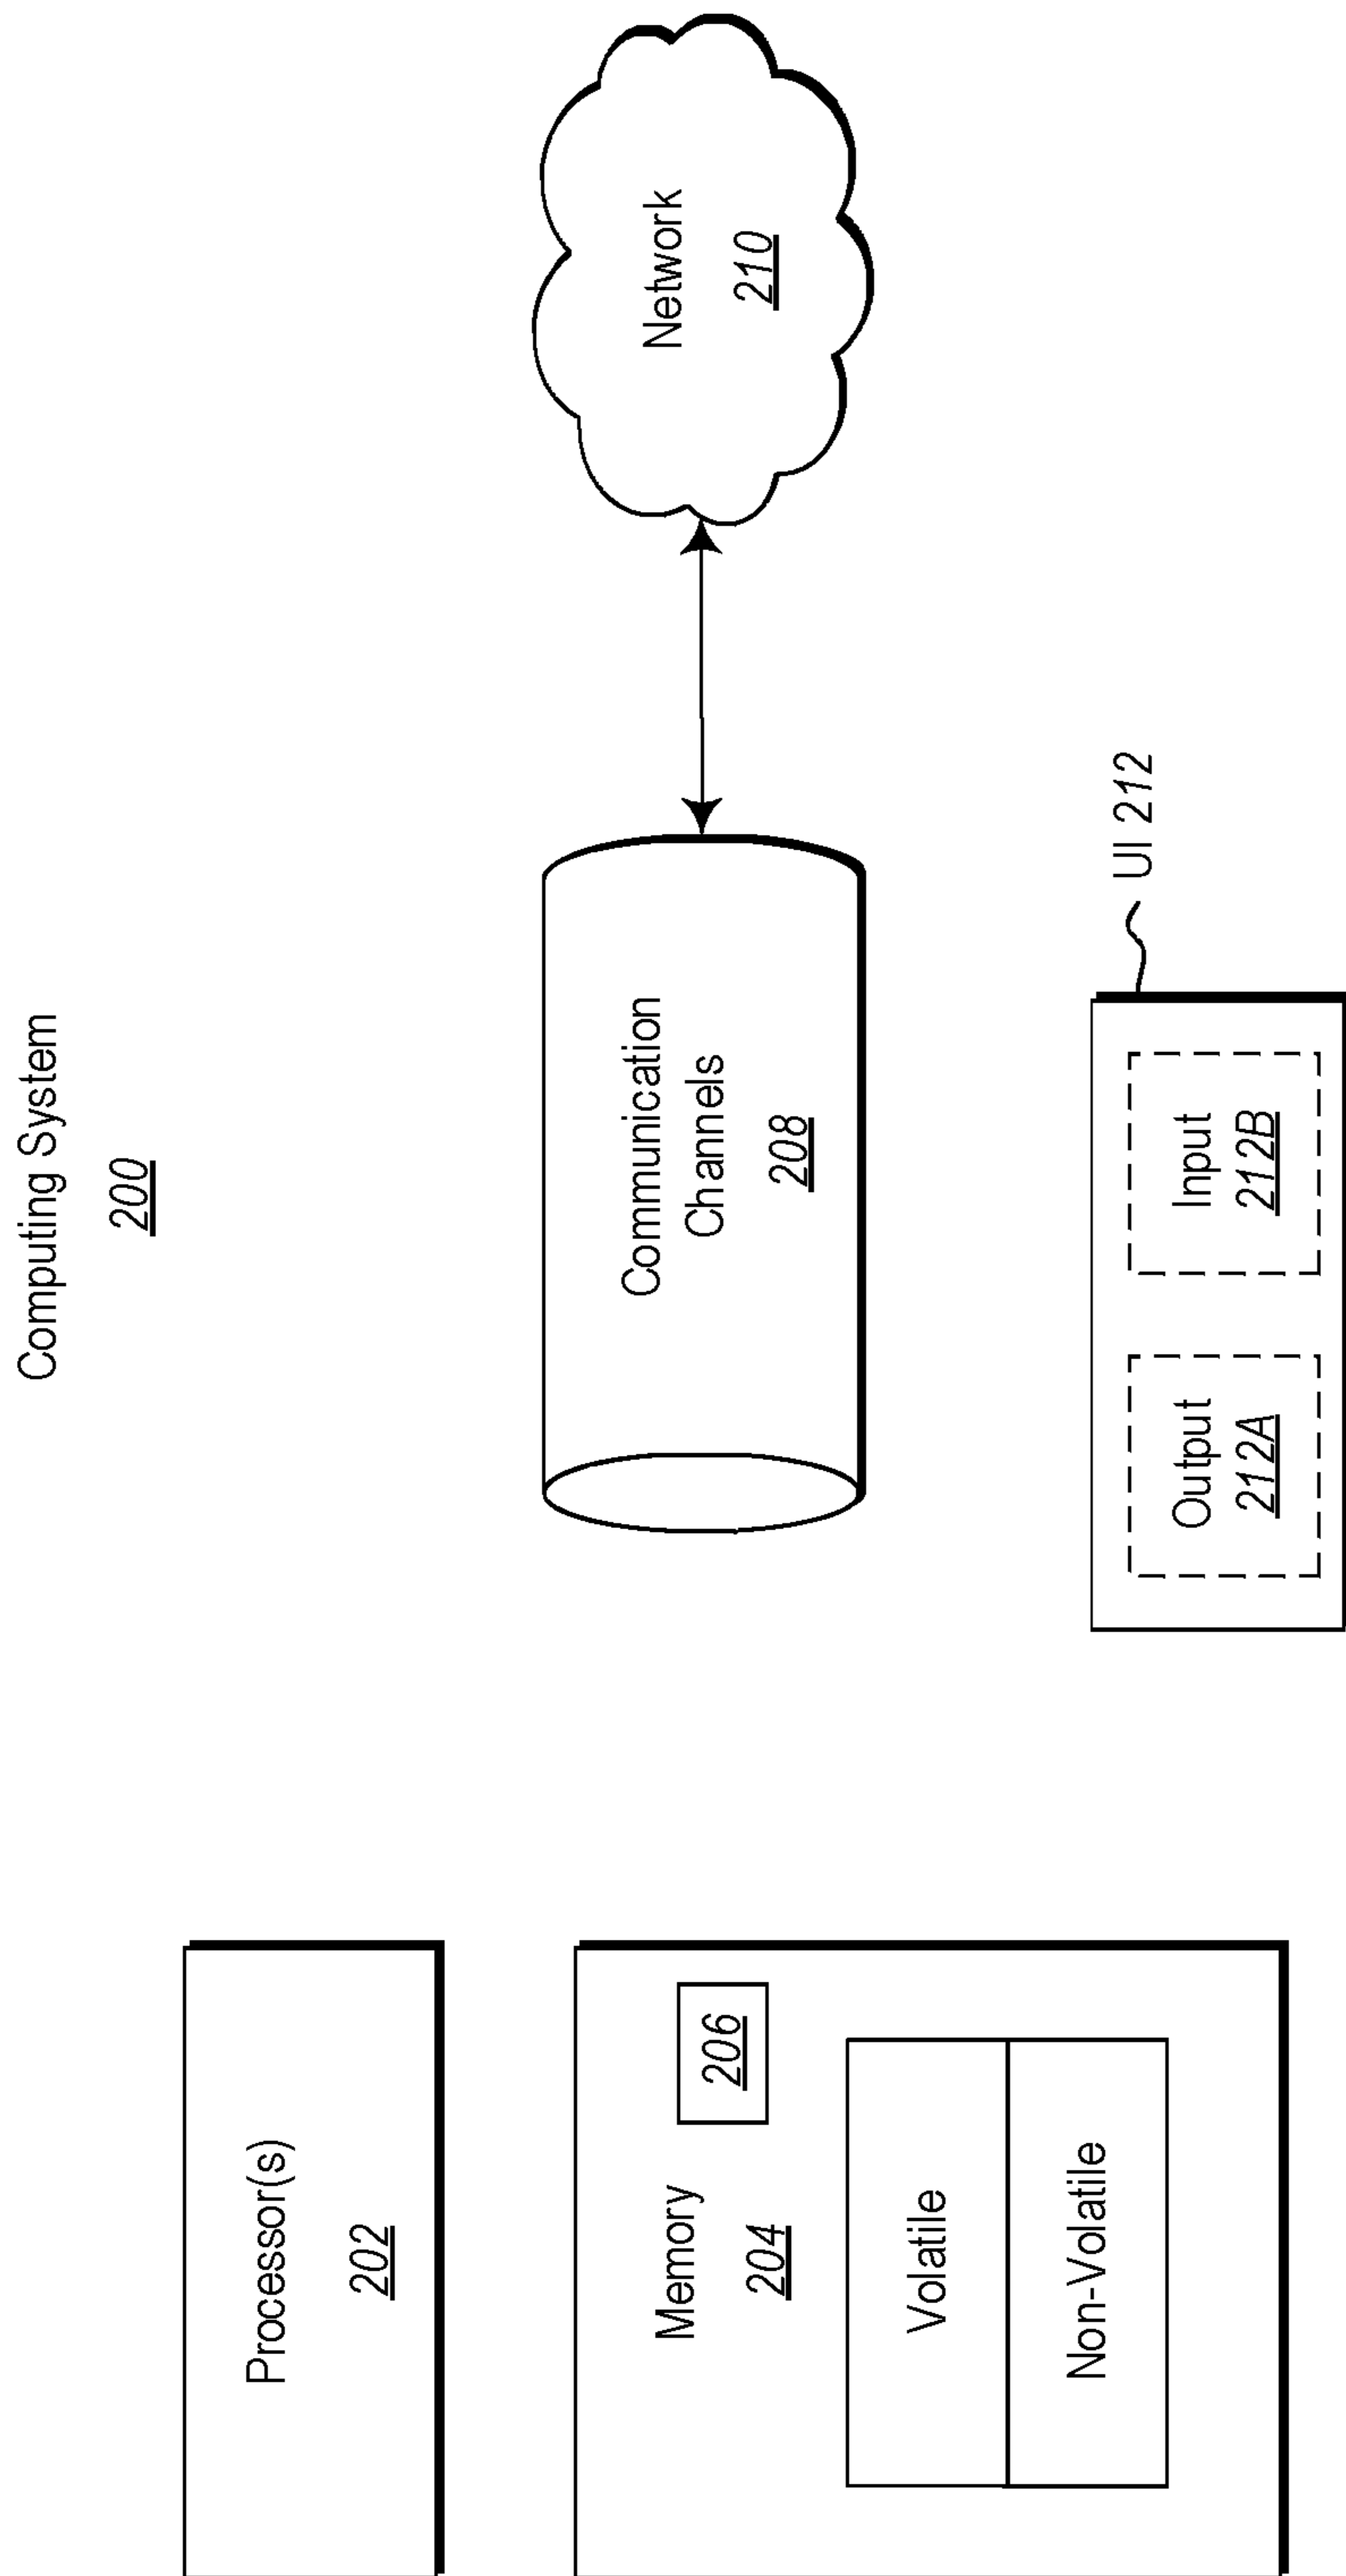 Computing System
200
Processor(s)
202
Memory
204
206
Volatile
Non-Volatile
Communication
Channels
208
Network
210
UI 212
Output
212A
Input
212B